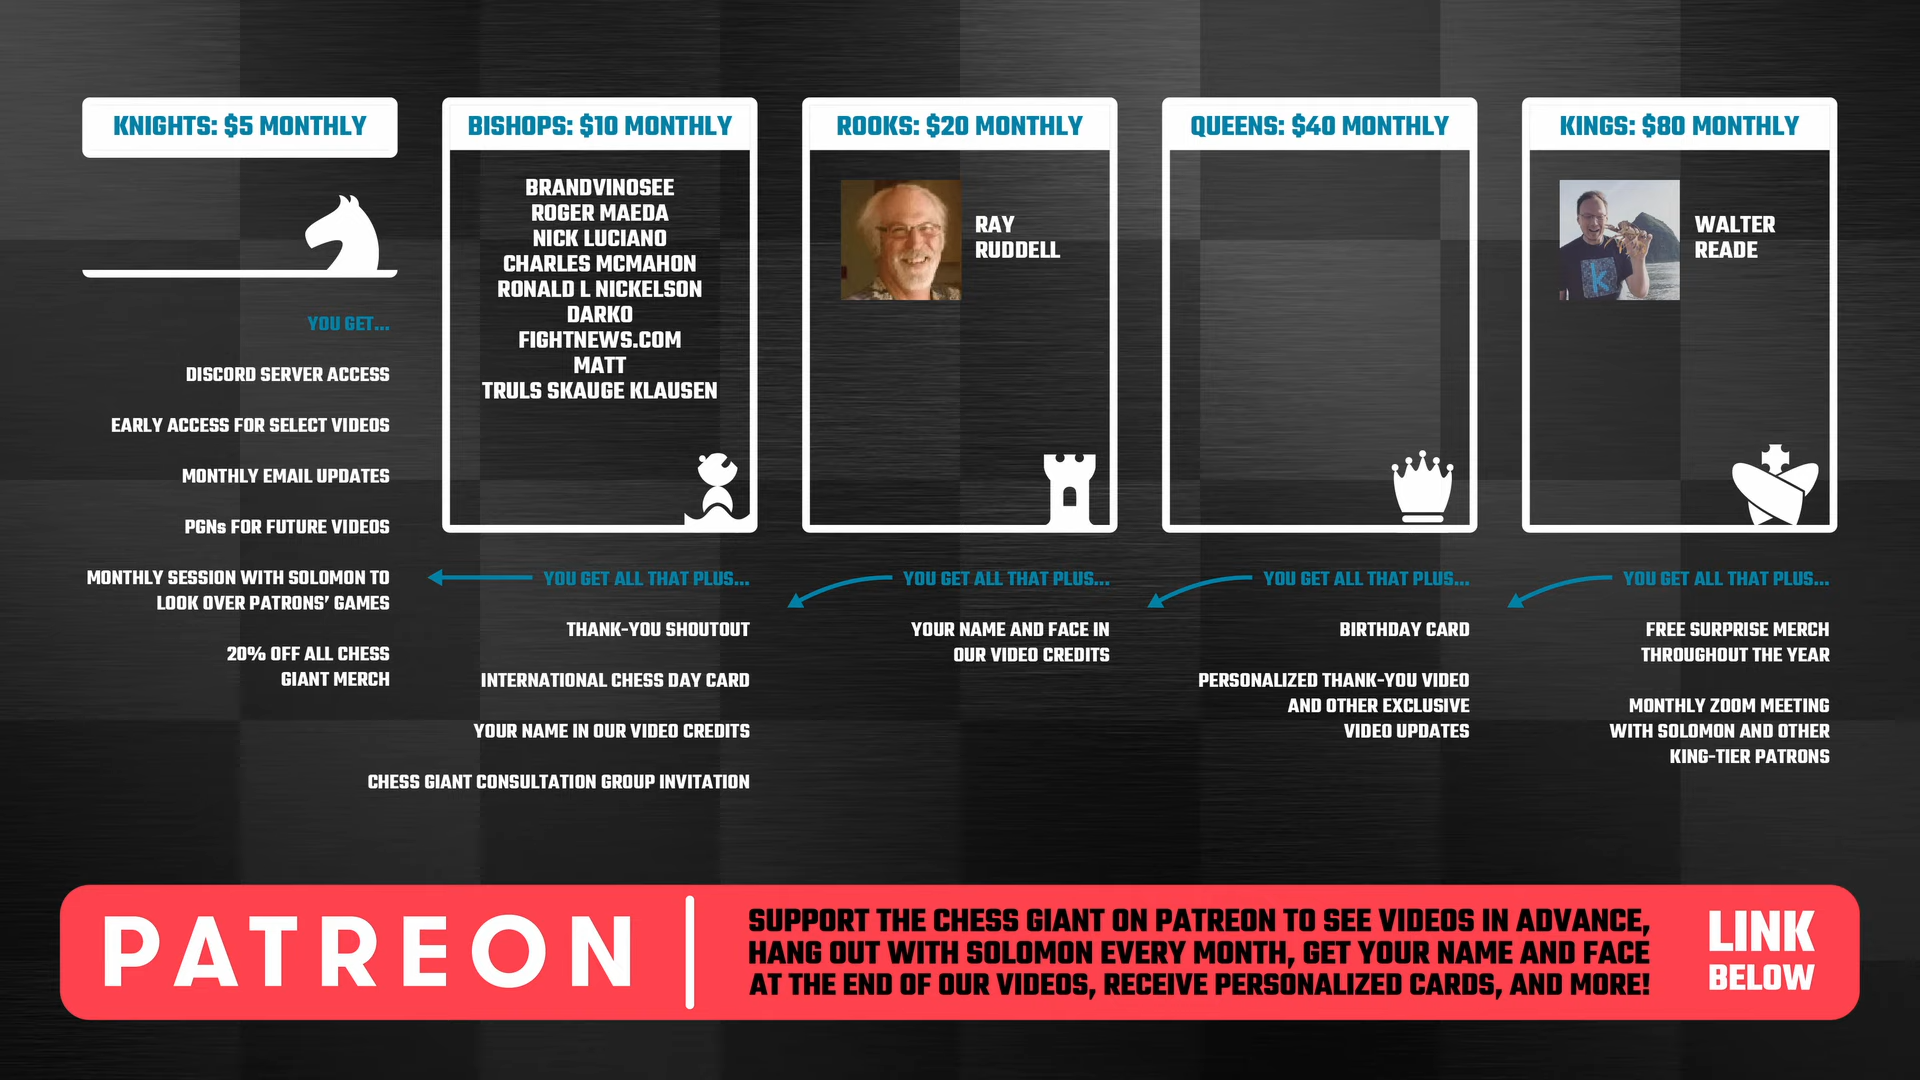 KNIGHTS: $5 MONTHLY
YOU GET...
DISCORD SERVER ACCESS
EARLY ACCESS FOR SELECT VIDEOS
MONTHLY EMAIL UPDATES
PGNs FOR FUTURE VIDEOS
MONTHLY SESSION WITH SOLOMON TO
LOOK OVER PATRONS' GAMES
20% OFF ALL CHESS
GIANT MERCH
BISHOPS: $10 MONTHLY
BRANDVINOSEE
ROGER MAEDA
NICK LUCIANO
CHARLES MCMAHON
RONALD L NICKELSON
DARKO
FIGHTNEWS.COM
MATT
TRULS SKAUGE KLAUSEN
YOU GET ALL THAT PLUS...
THANK-YOU SHOUTOUT
INTERNATIONAL CHESS DAY CARD
YOUR NAME IN OUR VIDEO CREDITS
CHESS GIANT CONSULTATION GROUP INVITATION
ROOKS: $20 MONTHLY
RAY
RUDDELL
YOU GET ALL THAT PLUS...
YOUR NAME AND FACE IN
OUR VIDEO CREDITS
QUEENS: $40 MONTHLY
YOU GET ALL THAT PLUS...
BIRTHDAY CARD
PERSONALIZED THANK-YOU VIDEO
AND OTHER EXCLUSIVE
VIDEO UPDATES
KINGS: $80 MONTHLY
k
WALTER
READE
YOU GET ALL THAT PLUS...
FREE SURPRISE MERCH
THROUGHOUT THE YEAR
MONTHLY ZOOM MEETING
WITH SOLOMON AND OTHER
KING-TIER PATRONS
PATREON
SUPPORT THE CHESS GIANT ON PATREON TO SEE VIDEOS IN ADVANCE,
HANG OUT WITH SOLOMON EVERY MONTH, GET YOUR NAME AND FACE
AT THE END OF OUR VIDEOS, RECEIVE PERSONALIZED CARDS, AND MORE!
LINK
BELOW